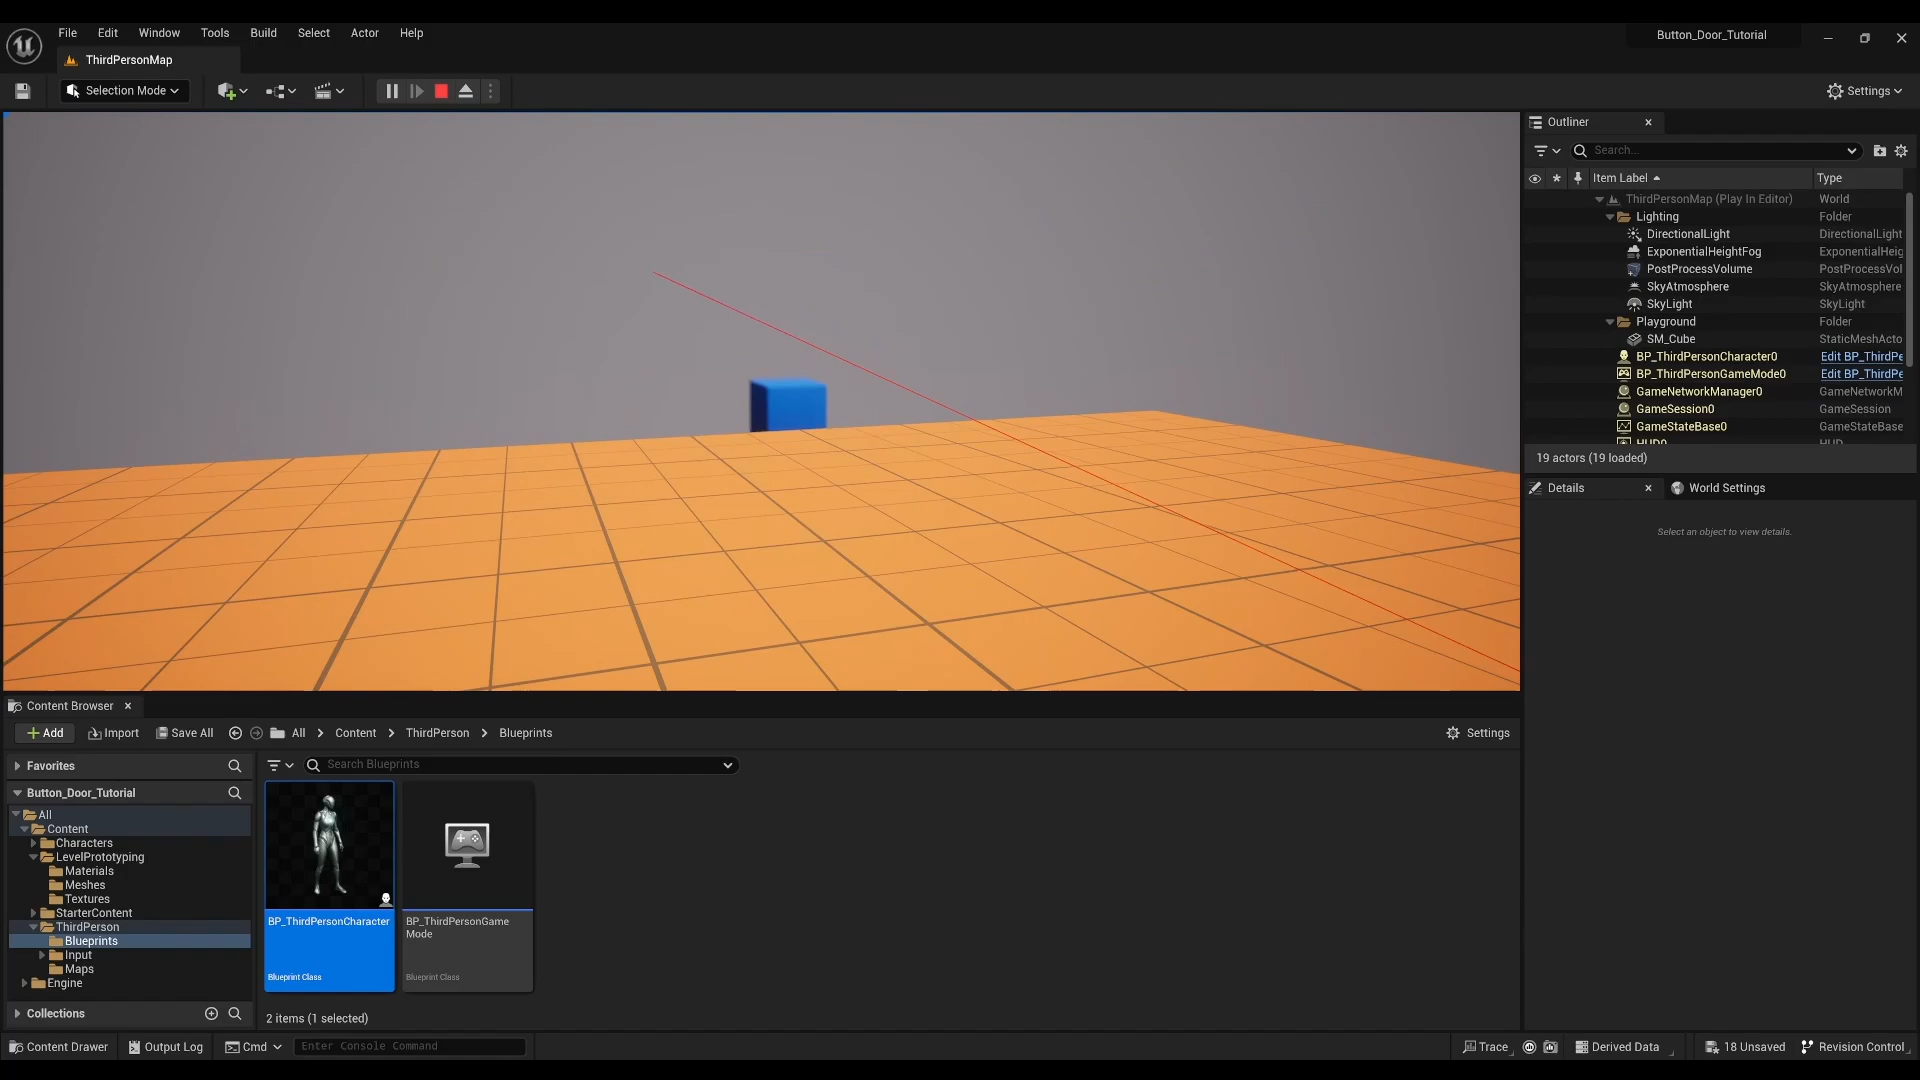 File Edit Window Tools Build Select Actor Help
Button_Door_Tutorial
ThirdPersonMap
Selection Mode
Settings
Outliner
Search...
Item Label Type
ThirdPersonMap (Play In Editor) World
Lighting Folder
DirectionalLight DirectionalLight
ExponentialHeightFog ExponentialHeig
PostProcessVolume PostProcessVol
SkyAtmosphere SkyAtmosphere
SkyLight SkyLight
Playground Folder
SM_Cube StaticMeshActo
BP_ThirdPersonCharacter0 Edit BP_ThirdPe
BP_ThirdPersonGameMode0 Edit BP_ThirdPe
GameNetworkManager0 GameNetworkM
GameSession0 GameSession
GameStateBase0 GameStateBase
HUD0 HUD
19 actors (19 loaded)
Details World Settings
Select an object to view details.
Content Browser
Add Import Save All All Content ThirdPerson Blueprints Settings
Favorites
Search Blueprints
Button_Door_Tutorial
All
Content
Characters
LevelPrototyping
Materials
Meshes
Textures
StarterContent
ThirdPerson
Blueprints
Input
Maps
Engine
Collections
BP_ThirdPersonCharacter
Blueprint Class
BP_ThirdPersonGame
Mode
Blueprint Class
2 items (1 selected)
Content Drawer Output Log Cmd Enter Console Command Trace Derived Data 18 Unsaved Revision Control